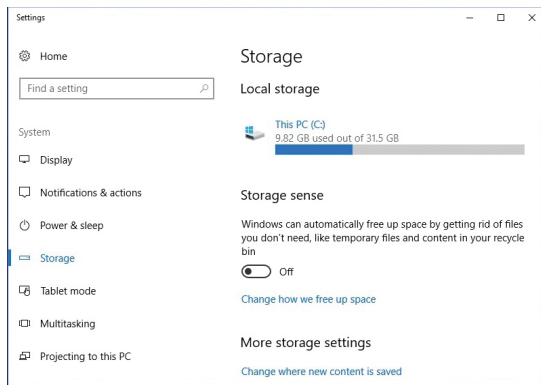 Settings
Home
Find a setting
System
Display
Notifications & actions
Power & sleep
Storage
Tablet mode
Multitasking
Projecting to this PC
Storage
Local storage
This PC (C:)
9.82 GB used out of 31.5 GB
Storage sense
Windows can automatically free up space by getting rid of files
you don't need, like temporary files and content in your recycle
bin
Off
Change how we free up space
More storage settings
Change where new content is saved